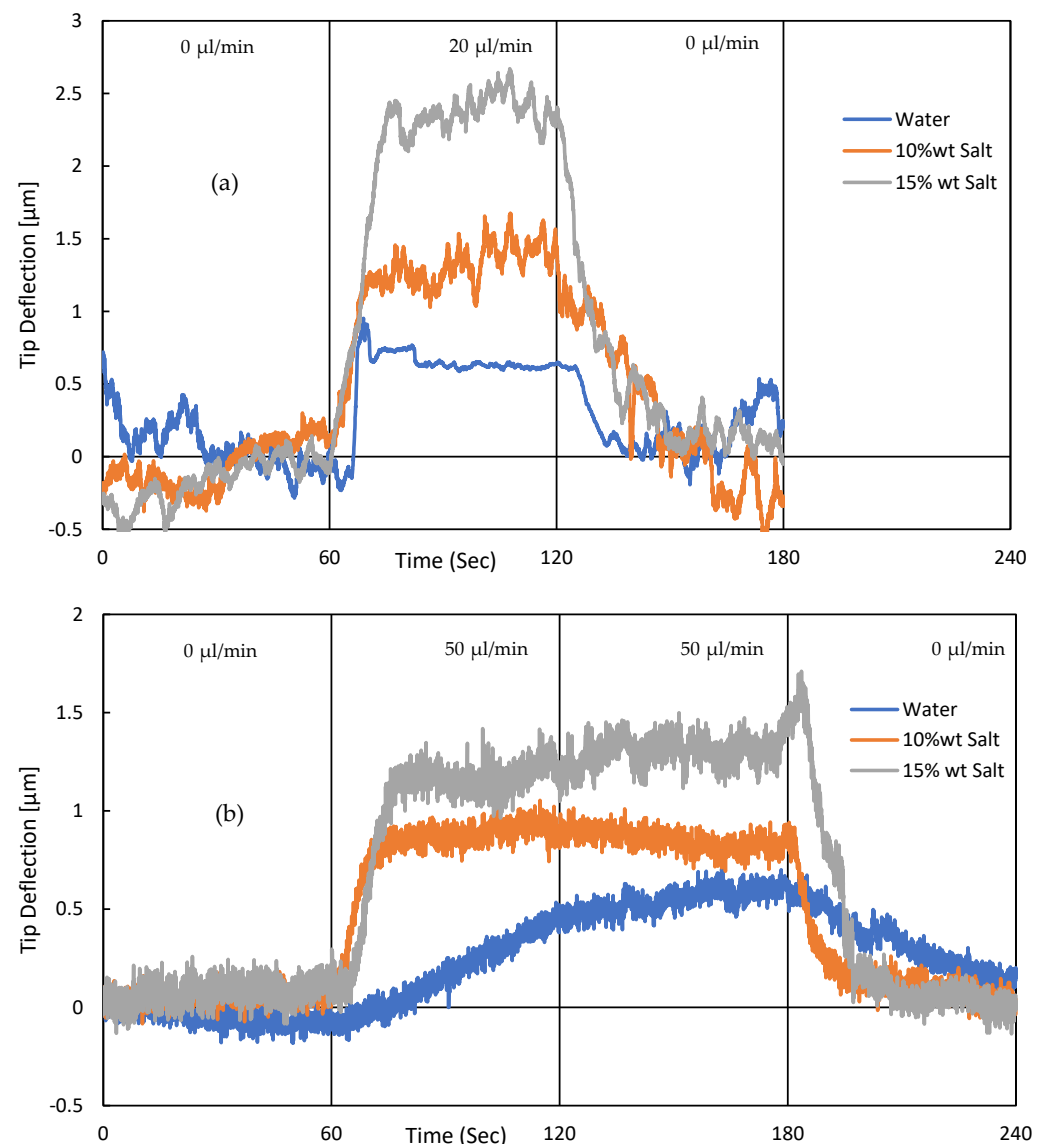 3
0 µl/min
20 µl/min
0 µl/min
2.5
Water
10%wt Salt
15% wt Salt
2
(a)
1.5
1
0.5
0
-0.5
Tip Deflection [µm]
0
60
120
180
240
Time (Sec)
2
0 µl/min
50 µl/min
50 µl/min
0 µl/min
Water
10%wt Salt
15% wt Salt
1.5
(b)
1
0.5
0
-0.5
Tip Deflection [µm]
0
60
120
180
240
Time (Sec)